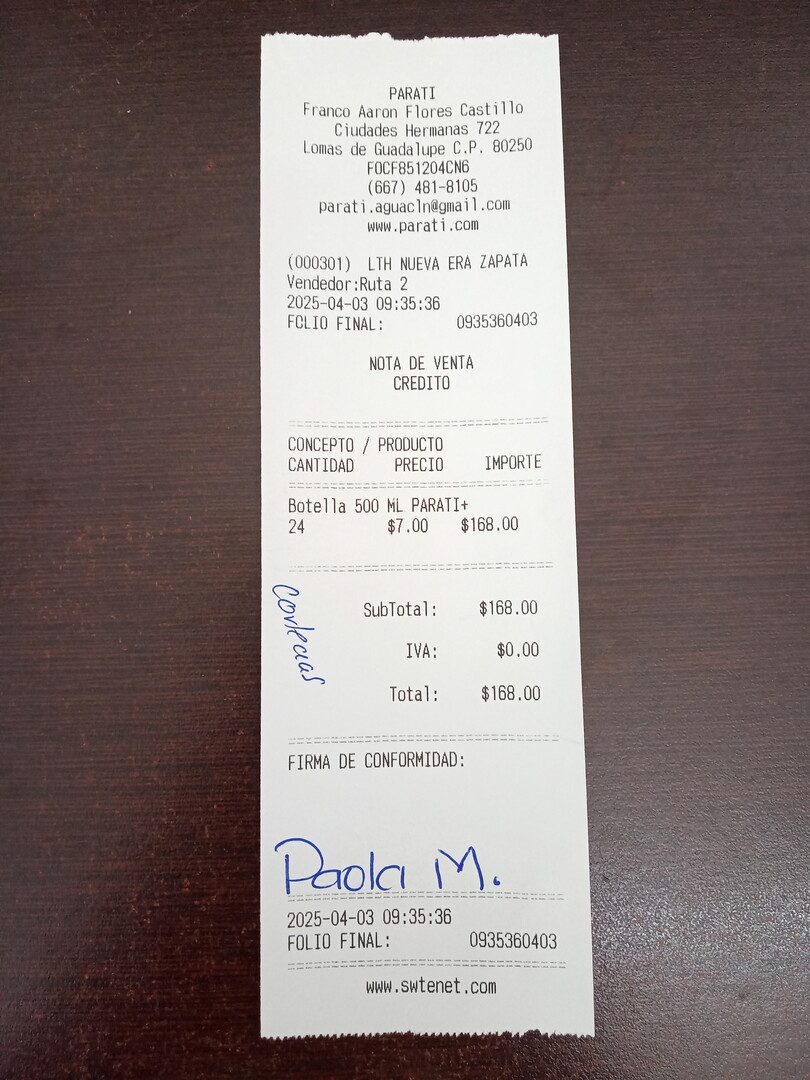 PARATI
Franco Aaron Flores Castillo
Ciudades Hermanas 722
Lomas de Guadalupe C.P. 80250
FOCF851204CN6
(667) 481-8105
parati.aguacln@gmail.com
www.parati.com
(000301) LTH NUEVA ERA ZAPATA
Vendedor:Ruta 2
2025-04-03 09:35:36
FOLIO FINAL: 0935360403
NOTA DE VENTA
CREDITO
CONCEPTO / PRODUCTO
CANTIDAD PRECIO IMPORTE
Botella 500 ML PARATI+
24 $7.00 $168.00
SubTotal: $168.00
IVA: $0.00
Total: $168.00
FIRMA DE CONFORMIDAD:
Paola M.
2025-04-03 09:35:36
FOLIO FINAL: 0935360403
www.swtenet.com